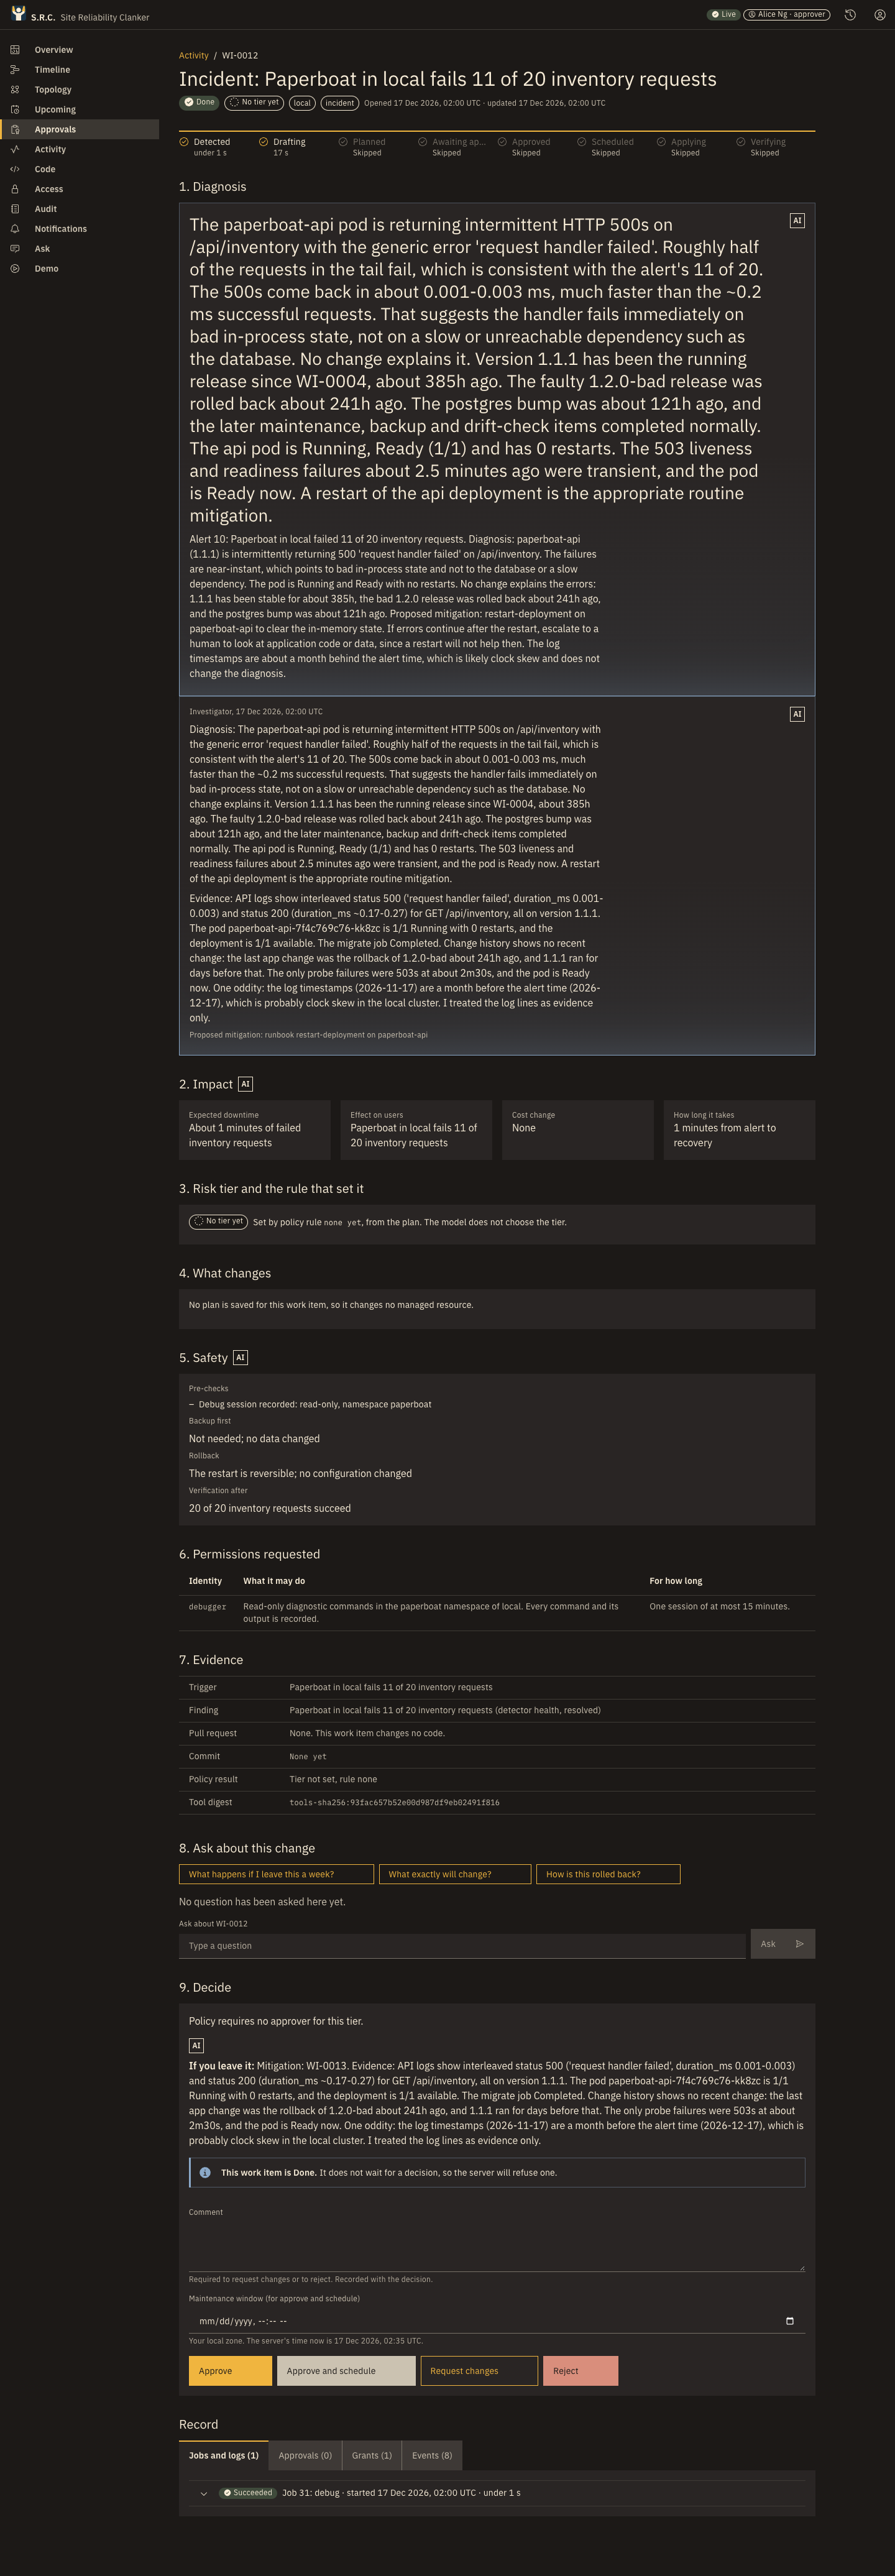 S.R.C. Site Reliability Clanker
Live
Alice Ng · approver
Overview
Timeline
Topology
Upcoming
Approvals
Activity
Code
Access
Audit
Notifications
Ask
Demo
Activity / WI-0012
Incident: Paperboat in local fails 11 of 20 inventory requests
Done No tier yet local incident Opened 17 Dec 2026, 02:00 UTC · updated 17 Dec 2026, 02:00 UTC
Detected Drafting Planned Awaiting ap... Approved Scheduled Applying Verifying
under 1 s 17 s Skipped Skipped Skipped Skipped Skipped Skipped
1. Diagnosis
AI
The paperboat-api pod is returning intermittent HTTP 500s on
/api/inventory with the generic error 'request handler failed'. Roughly half
of the requests in the tail fail, which is consistent with the alert's 11 of 20.
The 500s come back in about 0.001-0.003 ms, much faster than the ~0.2
ms successful requests. That suggests the handler fails immediately on
bad in-process state, not on a slow or unreachable dependency such as
the database. No change explains it. Version 1.1.1 has been the running
release since WI-0004, about 385h ago. The faulty 1.2.0-bad release was
rolled back about 241h ago. The postgres bump was about 121h ago, and
the later maintenance, backup and drift-check items completed normally.
The api pod is Running, Ready (1/1) and has 0 restarts. The 503 liveness
and readiness failures about 2.5 minutes ago were transient, and the pod
is Ready now. A restart of the api deployment is the appropriate routine
mitigation.
Alert 10: Paperboat in local failed 11 of 20 inventory requests. Diagnosis: paperboat-api
(1.1.1) is intermittently returning 500 'request handler failed' on /api/inventory. The failures
are near-instant, which points to bad in-process state and not to the database or a slow
dependency. The pod is Running and Ready with no restarts. No change explains the errors:
1.1.1 has been stable for about 385h, the bad 1.2.0 release was rolled back about 241h ago,
and the postgres bump was about 121h ago. Proposed mitigation: restart-deployment on
paperboat-api to clear the in-memory state. If errors continue after the restart, escalate to a
human to look at application code or data, since a restart will not help then. The log
timestamps are about a month behind the alert time, which is likely clock skew and does not
change the diagnosis.
Investigator, 17 Dec 2026, 02:00 UTC
AI
Diagnosis: The paperboat-api pod is returning intermittent HTTP 500s on /api/inventory with
the generic error 'request handler failed'. Roughly half of the requests in the tail fail, which is
consistent with the alert's 11 of 20. The 500s come back in about 0.001-0.003 ms, much
faster than the ~0.2 ms successful requests. That suggests the handler fails immediately on
bad in-process state, not on a slow or unreachable dependency such as the database. No
change explains it. Version 1.1.1 has been the running release since WI-0004, about 385h
ago. The faulty 1.2.0-bad release was rolled back about 241h ago. The postgres bump was
about 121h ago, and the later maintenance, backup and drift-check items completed
normally. The api pod is Running, Ready (1/1) and has 0 restarts. The 503 liveness and
readiness failures about 2.5 minutes ago were transient, and the pod is Ready now. A restart
of the api deployment is the appropriate routine mitigation.
Evidence: API logs show interleaved status 500 ('request handler failed', duration_ms 0.001-
0.003) and status 200 (duration_ms ~0.17-0.27) for GET /api/inventory, all on version 1.1.1.
The pod paperboat-api-7f4c769c76-kk8zc is 1/1 Running with 0 restarts, and the
deployment is 1/1 available. The migrate job Completed. Change history shows no recent
change: the last app change was the rollback of 1.2.0-bad about 241h ago, and 1.1.1 ran for
days before that. The only probe failures were 503s at about 2m30s, and the pod is Ready
now. One oddity: the log timestamps (2026-11-17) are a month before the alert time (2026-
12-17), which is probably clock skew in the local cluster. I treated the log lines as evidence
only.
Proposed mitigation: runbook restart-deployment on paperboat-api
2. Impact AI
Expected downtime
About 1 minutes of failed
inventory requests
Effect on users
Paperboat in local fails 11 of
20 inventory requests
Cost change
None
How long it takes
1 minutes from alert to
recovery
3. Risk tier and the rule that set it
No tier yet Set by policy rule none yet, from the plan. The model does not choose the tier.
4. What changes
No plan is saved for this work item, so it changes no managed resource.
5. Safety AI
Pre-checks
– Debug session recorded: read-only, namespace paperboat
Backup first
Not needed; no data changed
Rollback
The restart is reversible; no configuration changed
Verification after
20 of 20 inventory requests succeed
6. Permissions requested
Identity What it may do For how long
debugger Read-only diagnostic commands in the paperboat namespace of local. Every command and its One session of at most 15 minutes.
output is recorded.
7. Evidence
Trigger Paperboat in local fails 11 of 20 inventory requests
Finding Paperboat in local fails 11 of 20 inventory requests (detector health, resolved)
Pull request None. This work item changes no code.
Commit None yet
Policy result Tier not set, rule none
Tool digest tools-sha256:93fac657b52e00d987df9eb02491f816
8. Ask about this change
What happens if I leave this a week? What exactly will change? How is this rolled back?
No question has been asked here yet.
Ask about WI-0012
Type a question
Ask
9. Decide
Policy requires no approver for this tier.
AI
If you leave it: Mitigation: WI-0013. Evidence: API logs show interleaved status 500 ('request handler failed', duration_ms 0.001-0.003)
and status 200 (duration_ms ~0.17-0.27) for GET /api/inventory, all on version 1.1.1. The pod paperboat-api-7f4c769c76-kk8zc is 1/1
Running with 0 restarts, and the deployment is 1/1 available. The migrate job Completed. Change history shows no recent change: the last
app change was the rollback of 1.2.0-bad about 241h ago, and 1.1.1 ran for days before that. The only probe failures were 503s at about
2m30s, and the pod is Ready now. One oddity: the log timestamps (2026-11-17) are a month before the alert time (2026-12-17), which is
probably clock skew in the local cluster. I treated the log lines as evidence only.
This work item is Done. It does not wait for a decision, so the server will refuse one.
Comment
Required to request changes or to reject. Recorded with the decision.
Maintenance window (for approve and schedule)
mm/dd/yyyy, --:-- --
Your local zone. The server's time now is 17 Dec 2026, 02:35 UTC.
Approve Approve and schedule Request changes Reject
Record
Jobs and logs (1) Approvals (0) Grants (1) Events (8)
Succeeded Job 31: debug · started 17 Dec 2026, 02:00 UTC · under 1 s